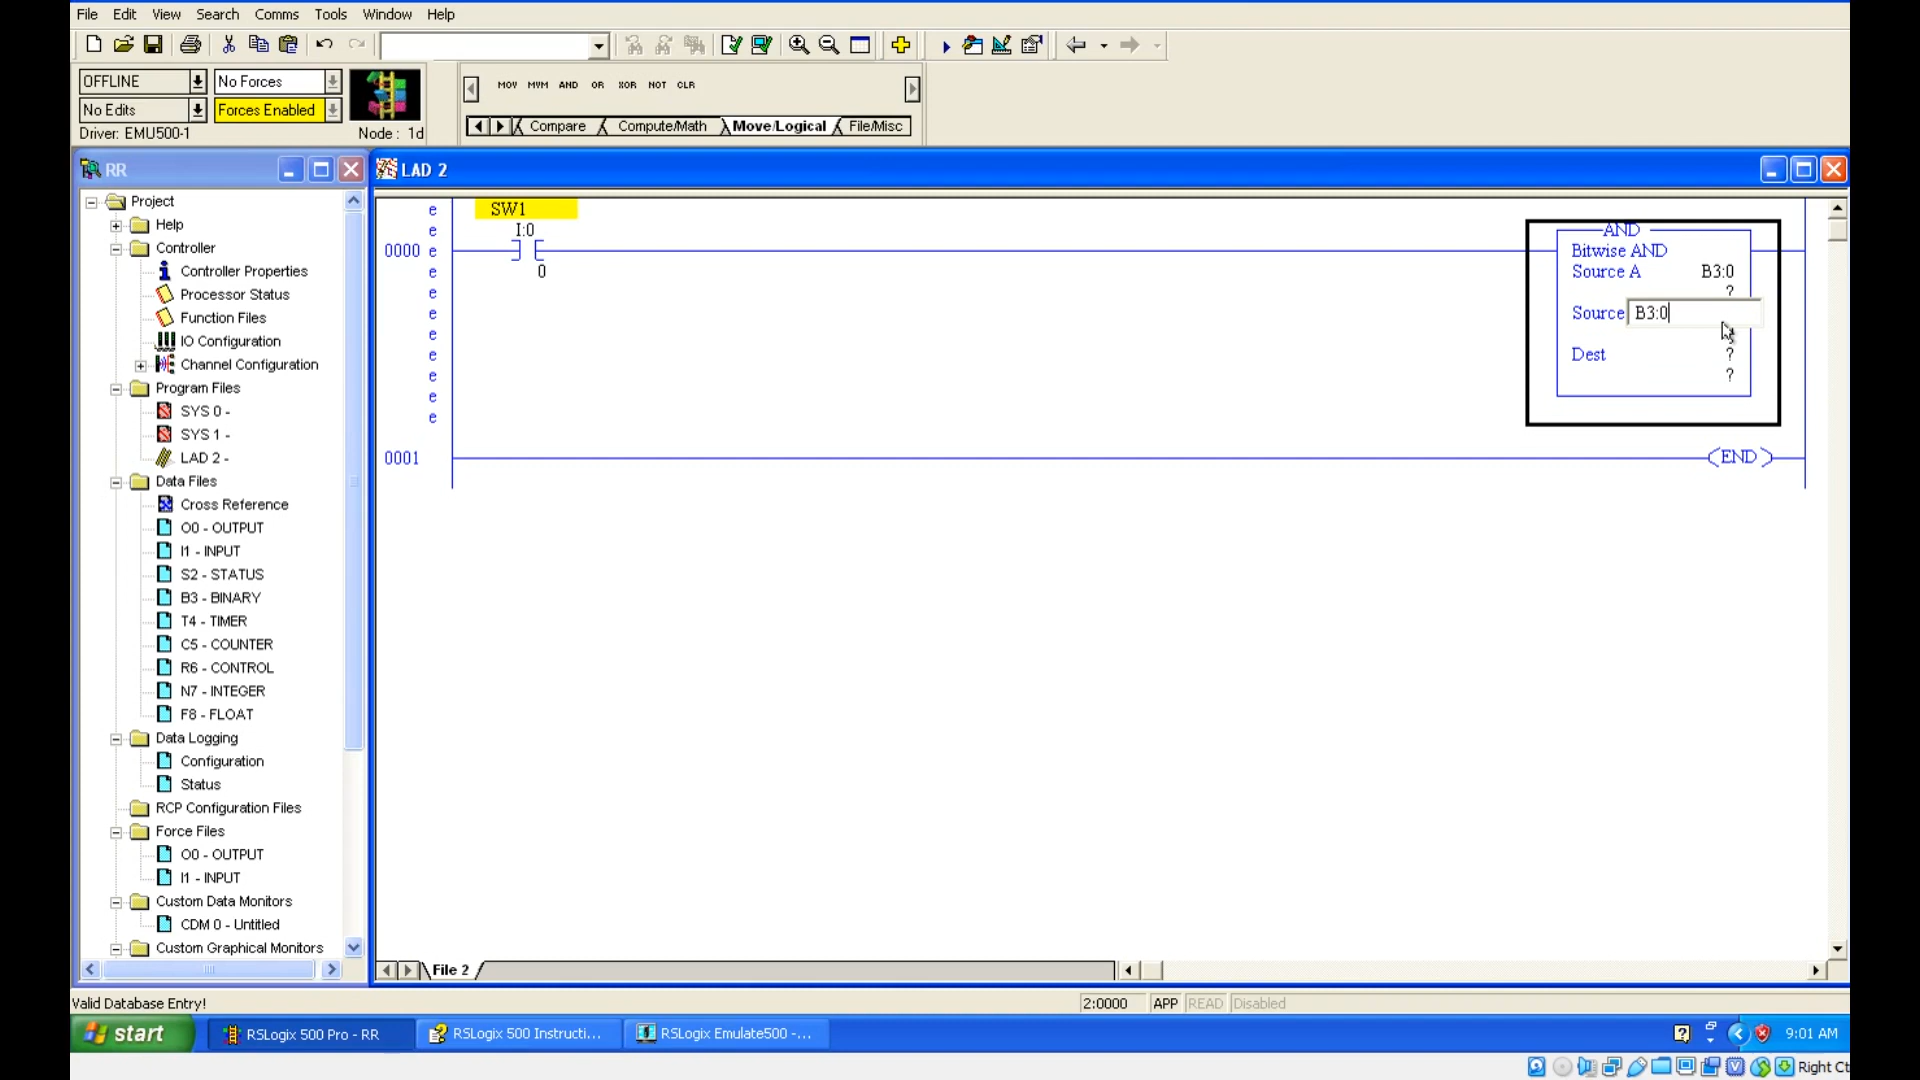 File Edit View Search Comms Tools Window Help
OFFLINE No Forces
No Edits Forces Enabled
Driver: EMU500-1 Node : 1d
MOV MVM AND OR XOR NOT CLR
Compare Compute/Math Move/Logical File/Misc
RR
Project
Help
Controller
Controller Properties
Processor Status
Function Files
IO Configuration
Channel Configuration
Program Files
SYS 0 -
SYS 1 -
LAD 2 -
Data Files
Cross Reference
O0 - OUTPUT
I1 - INPUT
S2 - STATUS
B3 - BINARY
T4 - TIMER
C5 - COUNTER
R6 - CONTROL
N7 - INTEGER
F8 - FLOAT
Data Logging
Configuration
Status
RCP Configuration Files
Force Files
O0 - OUTPUT
I1 - INPUT
Custom Data Monitors
CDM 0 - Untitled
Custom Graphical Monitors
LAD 2
e SW1
e I:0 AND
0000 e Bitwise AND
e 0 Source A B3:0
e ?
e Source B3:0
e
e Dest ?
e ?
e
e
0001 END
File 2
Valid Database Entry! 2:0000 APP READ Disabled
start RSLogix 500 Pro - RR RSLogix 500 Instructi... RSLogix Emulate500 -... 9:01 AM
Right Ct